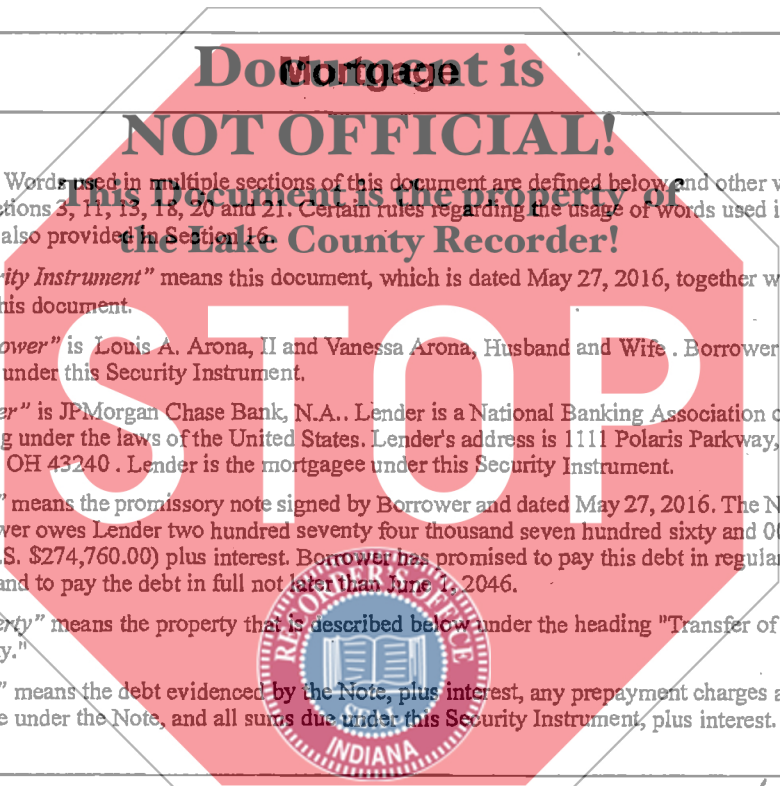 Document is
Mortgage
NOT OFFICIAL!
Words used in multiple sections of this document are defined below and other
This Document is the property of
3, 11, 13, 18, 20 and 21. Certain rules regarding the usage of words used
also provided in Section 16.
the Lake County Recorder!
ity Instrument" means this document, which is dated May 27, 2016, together
his document.
STOP
ower" is Louis A. Arona, II and Vanessa Arona, Husband and Wife . Borrower
under this Security Instrument.
er" is JPMorgan Chase Bank, N.A.. Lender is a National Banking Association
g under the laws of the United States. Lender's address is 1111 Polaris Parkway,
OH 43240 . Lender is the mortgagee under this Security Instrument.
" means the promissory note signed by Borrower and dated May 27, 2016. The N
wer owes Lender two hundred seventy four thousand seven hundred sixty and 00
.S. $274,760.00) plus interest. Borrower has promised to pay this debt in regular
and to pay the debt in full not later than June 1, 2046.
erty" means the property that is described below under the heading "Transfer of
y."
" means the debt evidenced by the Note, plus interest, any prepayment charges
e under the Note, and all sums due under this Security Instrument, plus interest.
RECORDER'S OFFICE
SEAL
INDIANA